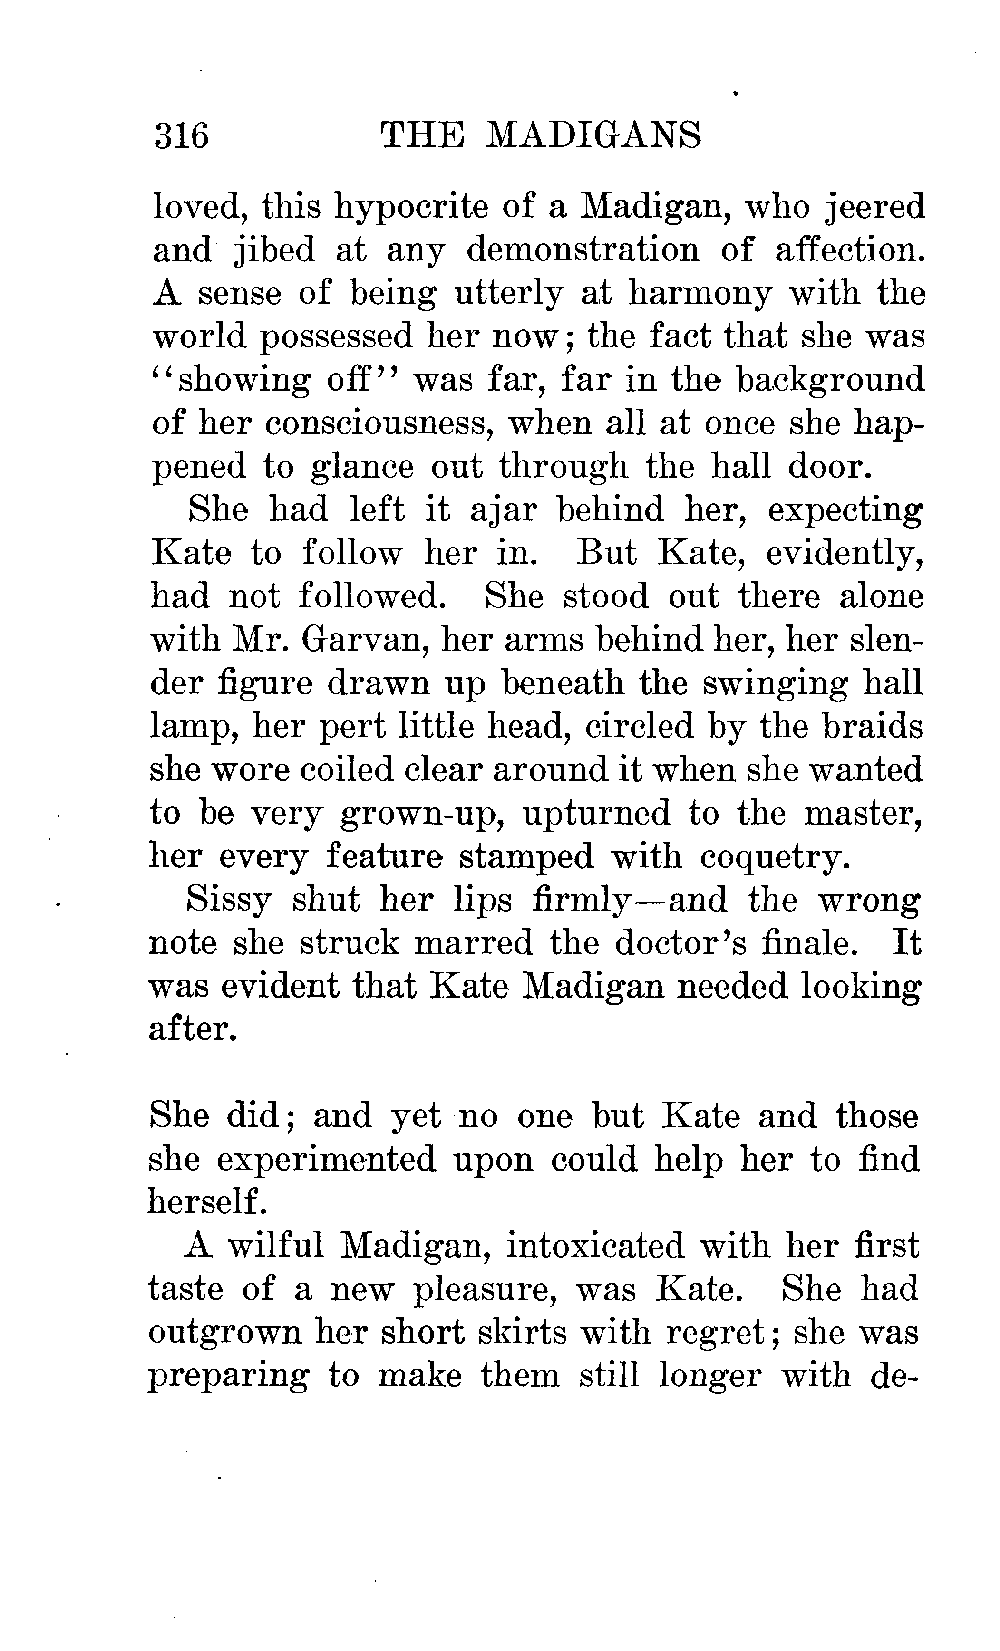 316 THE MADIGANS
loved, this hypocrite of a Madigan, who jeered
and jibed at any demonstration of affection.
A sense of being utterly at harmony with the
world possessed her now; the fact that she was
“showing off” was far, far in the background
of her consciousness, when all at once she hap-
pened to glance out through the hall door.
She had left it ajar behind her, expecting
Kate to follow her in. But Kate, evidently,
had not followed. She stood out there alone
with Mr. Garvan, her arms behind her, her slen-
der figure drawn up beneath the swinging hall
lamp, her pert little head, circled by the braids
she wore coiled clear around it when she wanted
to be very grown-up, upturned to the master,
her every feature stamped with coquetry.
Sissy shut her lips firmly—and the wrong
note she struck marred the doctor’s finale. It
was evident that Kate Madigan needed looking
after.
She did; and yet no one but Kate and those
she experimented upon could help her to find
herself.
A wilful Madigan, intoxicated with her first
taste of a new pleasure, was Kate. She had
outgrown her short skirts with regret; she was
preparing to make them still longer with de-